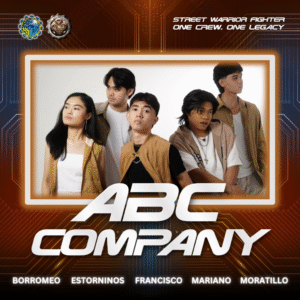 STREET WARRIOR FIGHTER
ONE CREW. ONE LEGACY
ABC
COMPANY
BORROMEO ESTORNINOS FRANCISCO MARIANO MORATILLO